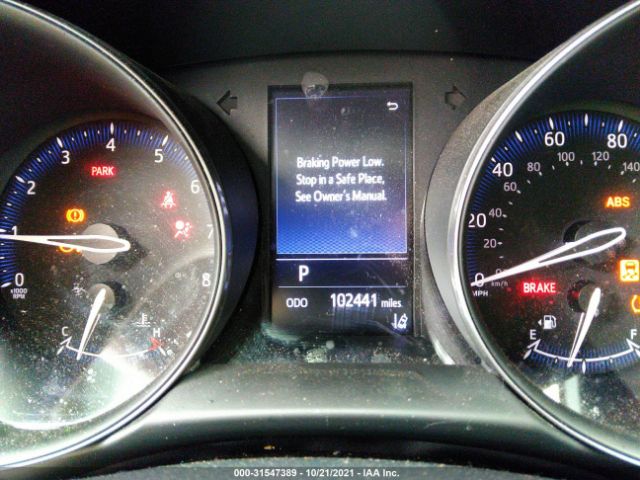 Braking Power Low.
Stop in a Safe Place,
See Owner's Manual.
P
ODO 102441 miles
0 1 2 3 4 5 6 7 8
x1000
RPM
PARK
C H
0 20 40 60 80
0 20 40 60 80 100 120 140
MPH
km/h
ABS
BRAKE
E F
000-31547389 - 10/21/2021 - IAA Inc.